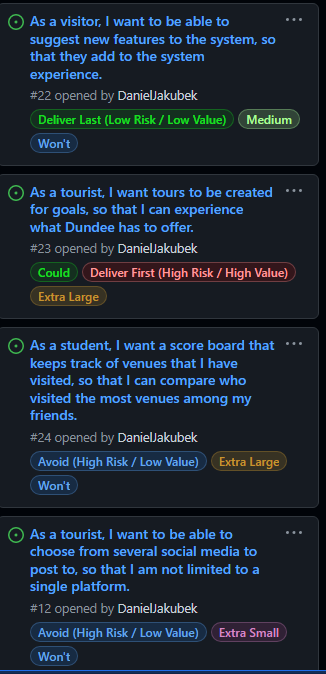 As a visitor, I want to be able to
suggest new features to the system, so
that they add to the system
experience.
#22 opened by DanielJakubek
Deliver Last (Low Risk / Low Value) Medium
Won't
As a tourist, I want tours to be created
for goals, so that I can experience
what Dundee has to offer.
#23 opened by DanielJakubek
Could Deliver First (High Risk / High Value)
Extra Large
As a student, I want a score board that
keeps track of venues that I have
visited, so that I can compare who
visited the most venues among my
friends.
#24 opened by DanielJakubek
Avoid (High Risk / Low Value) Extra Large
Won't
As a tourist, I want to be able to
choose from several social media to
post to, so that I am not limited to a
single platform.
#12 opened by DanielJakubek
Avoid (High Risk / Low Value) Extra Small
Won't